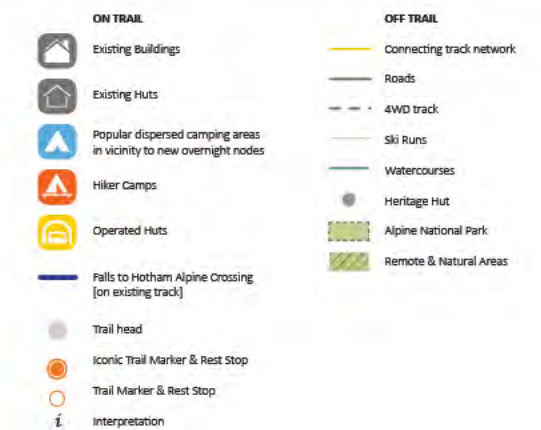 ON TRAIL
Existing Buildings
Existing Huts
Popular dispersed camping areas
in vicinity to new overnight nodes
Hiker Camps
Operated Huts
Falls to Hotham Alpine Crossing
[on existing track]
Trail head
Iconic Trail Marker & Rest Stop
Trail Marker & Rest Stop
i Interpretation
OFF TRAIL
Connecting track network
Roads
4WD track
Ski Runs
Watercourses
Heritage Hut
Alpine National Park
Remote & Natural Areas